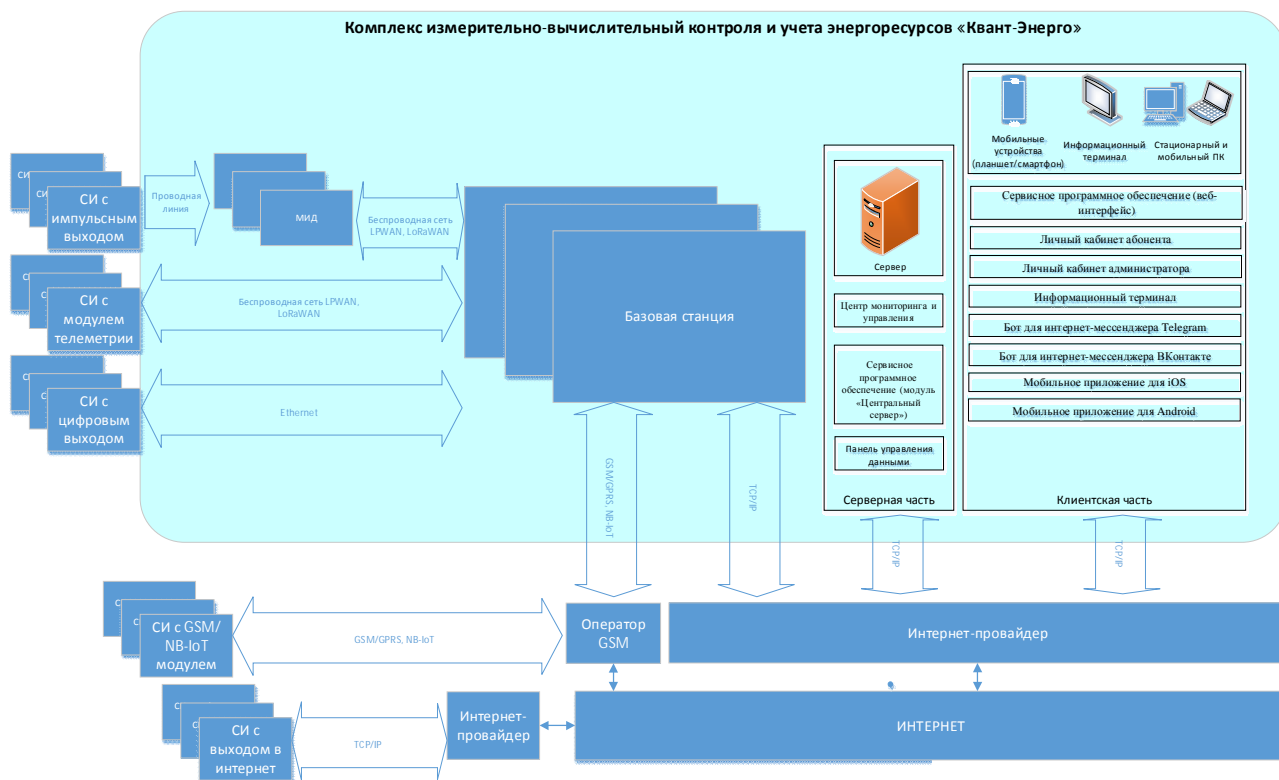 Комплекс измерительно-вычислительный контроля и учета энергоресурсов «Квант-Энерго»
Мобильные
устройства
(планшет/смартфон)
Информационный
терминал
Стационарный и
мобильный ПК
СИ с
импульсным
выходом
Проводная
линия
МИД
Беспроводная сеть
LPWAN, LoRaWAN
СИ с
модулем
телеметрии
Беспроводная сеть LPWAN,
LoRaWAN
СИ с
цифровым
выходом
Ethernet
Базовая станция
GSM/GPRS, NB-IoT
TCP/IP
Сервер
Центр мониторинга и
управления
Сервисное
программное
обеспечение (модуль
«Центральный
сервер»)
Панель управления
данными
Серверная часть
Сервисное программное обеспечение (веб-
интерфейс)
Личный кабинет абонента
Личный кабинет администратора
Информационный терминал
Бот для интернет-мессенджера Telegram
Бот для интернет-мессенджера ВКонтакте
Мобильное приложение для iOS
Мобильное приложение для Android
Клиентская часть
TCP/IP
TCP/IP
СИ с GSM/
NB-IoT
модулем
GSM/GPRS, NB-IoT
Оператор
GSM
Интернет-провайдер
СИ с
выходом в
интернет
TCP/IP
Интернет-
провайдер
ИНТЕРНЕТ